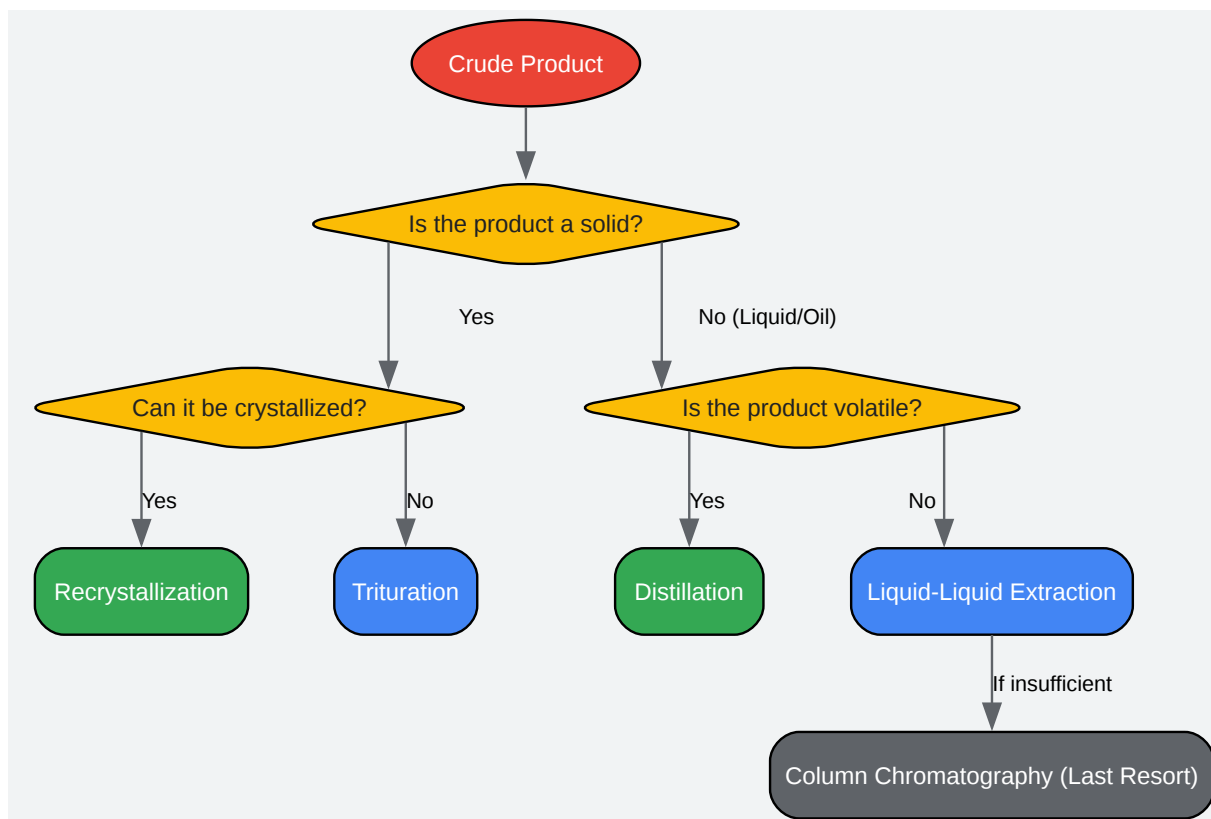 Crude Product
Is the product a solid?
Yes
No (Liquid/Oil)
Can it be crystallized?
Is the product volatile?
Yes
No
Yes
No
Recrystallization
Trituration
Distillation
Liquid-Liquid Extraction
If insufficient
Column Chromatography (Last Resort)